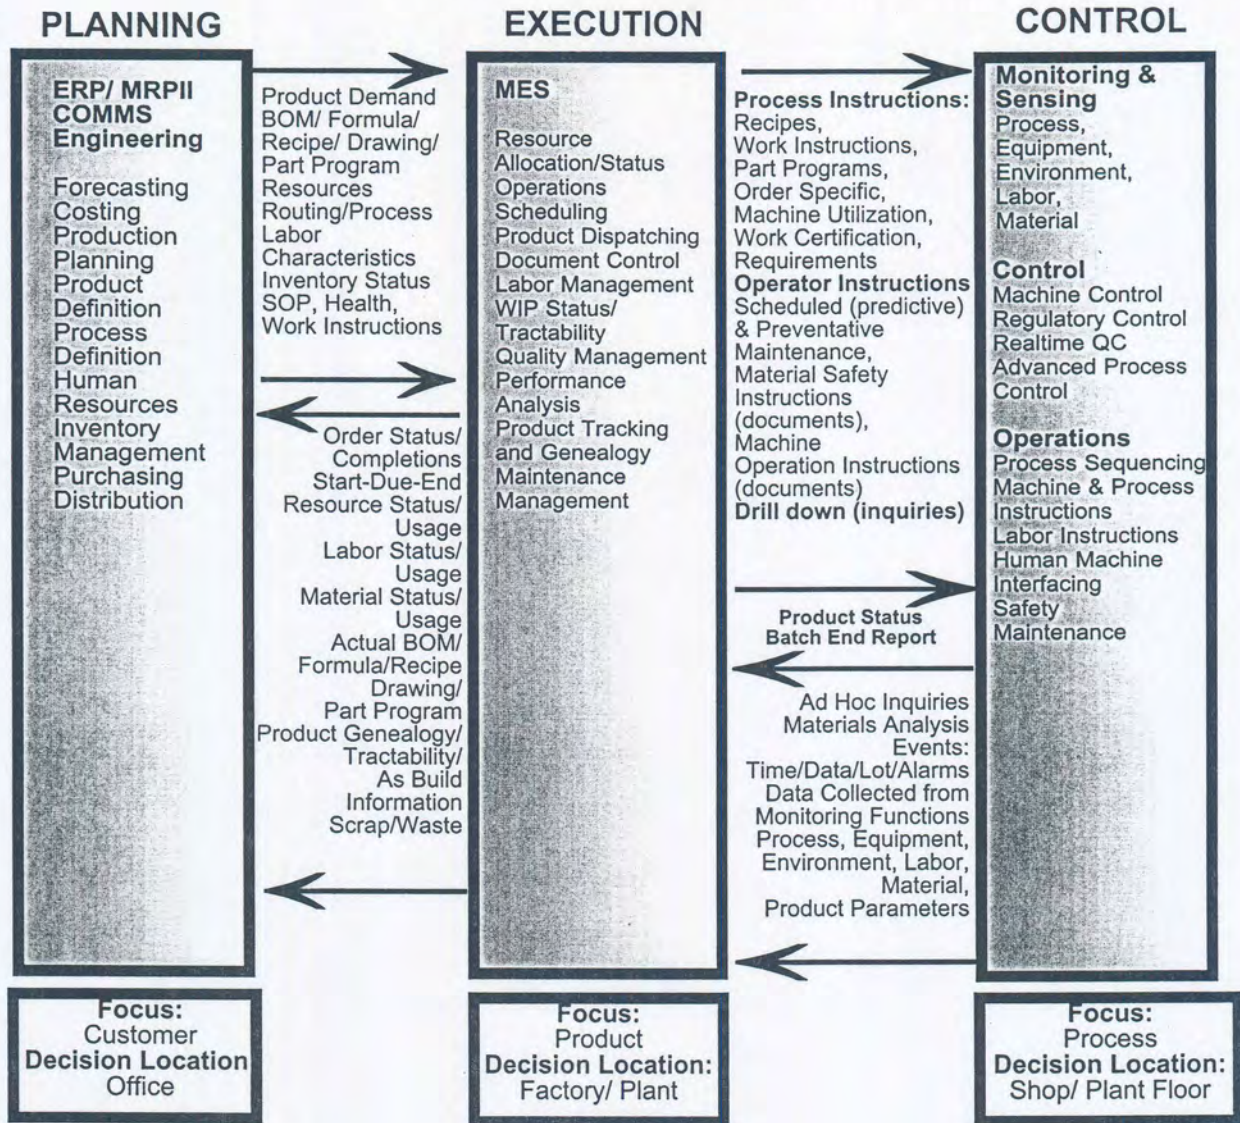 PLANNING
ERP/ MRPII
COMMS
Engineering
Forecasting
Costing
Production
Planning
Product
Definition
Process
Definition
Human
Resources
Inventory
Management
Purchasing
Distribution
Focus:
Customer
Decision Location
Office
Product Demand
BOM/ Formula/
Recipe/ Drawing/
Part Program
Resources
Routing/Process
Labor
Characteristics
Inventory Status
SOP, Health,
Work Instructions
Order Status/
Completions
Start-Due-End
Resource Status/
Usage
Labor Status/
Usage
Material Status/
Usage
Actual BOM/
Formula/Recipe
Drawing/
Part Program
Product Genealogy/
Tractability/
As Build
Information
Scrap/Waste
EXECUTION
MES
Resource
Allocation/Status
Operations
Scheduling
Product Dispatching
Document Control
Labor Management
WIP Status/
Tractability
Quality Management
Performance
Analysis
Product Tracking
and Genealogy
Maintenance
Management
Focus:
Product
Decision Location:
Factory/ Plant
Process Instructions:
Recipes,
Work Instructions,
Part Programs,
Order Specific,
Machine Utilization,
Work Certification,
Requirements
Operator Instructions
Scheduled (predictive)
& Preventative
Maintenance,
Material Safety
Instructions
(documents),
Machine
Operation Instructions
(documents)
Drill down (inquiries)
Product Status
Batch End Report
Ad Hoc Inquiries
Materials Analysis
Events:
Time/Data/Lot/Alarms
Data Collected from
Monitoring Functions
Process, Equipment,
Environment, Labor,
Material,
Product Parameters
CONTROL
Monitoring &
Sensing
Process,
Equipment,
Environment,
Labor,
Material
Control
Machine Control
Regulatory Control
Realtime QC
Advanced Process
Control
Operations
Process Sequencing
Machine & Process
Instructions
Labor Instructions
Human Machine
Interfacing
Safety
Maintenance
Focus:
Process
Decision Location:
Shop/ Plant Floor